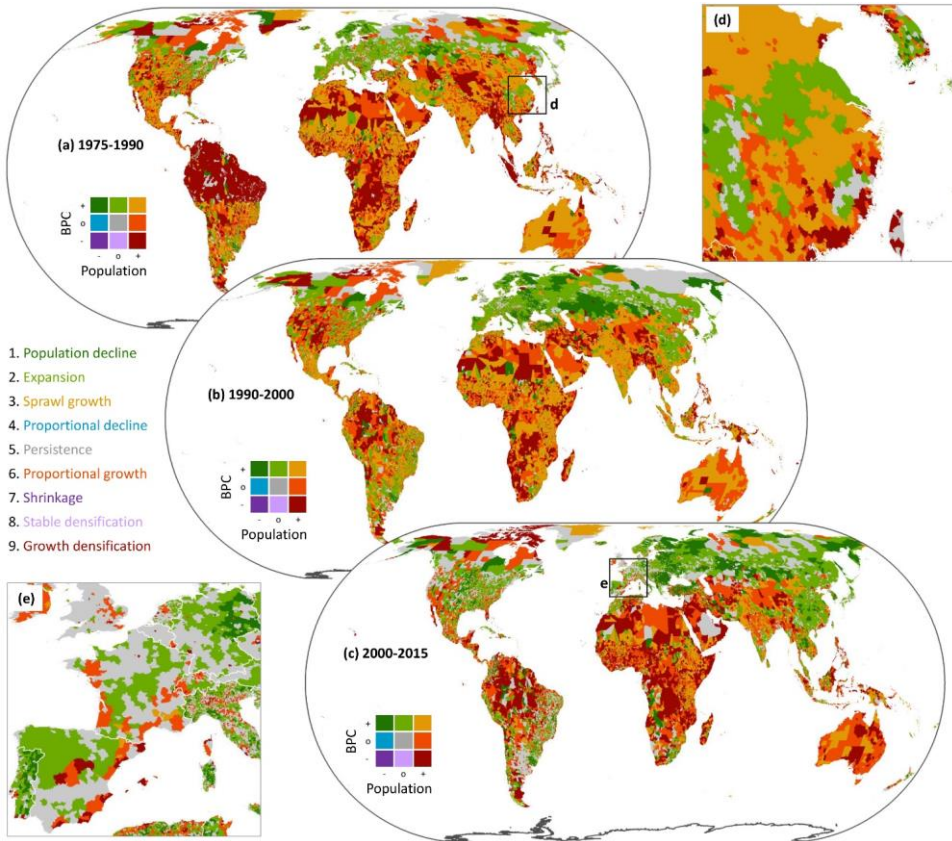 (a) 1975-1990
BPC
+
o
-
- o +
Population
d
(d)
1. Population decline
2. Expansion
3. Sprawl growth
4. Proportional decline
5. Persistence
6. Proportional growth
7. Shrinkage
8. Stable densification
9. Growth densification
(b) 1990-2000
BPC
+
o
-
- o +
Population
(e)
e
(c) 2000-2015
BPC
+
o
-
- o +
Population